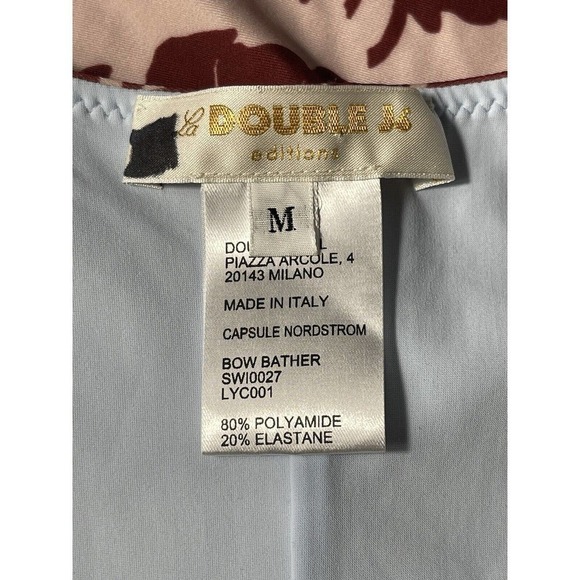 La DOUBLE J
editions
M
PIAZZA ARCOLE, 4
20143 MILANO
MADE IN ITALY
CAPSULE NORDSTROM
BOW BATHER
SWI0027
LYC001
80% POLYAMIDE
20% ELASTANE